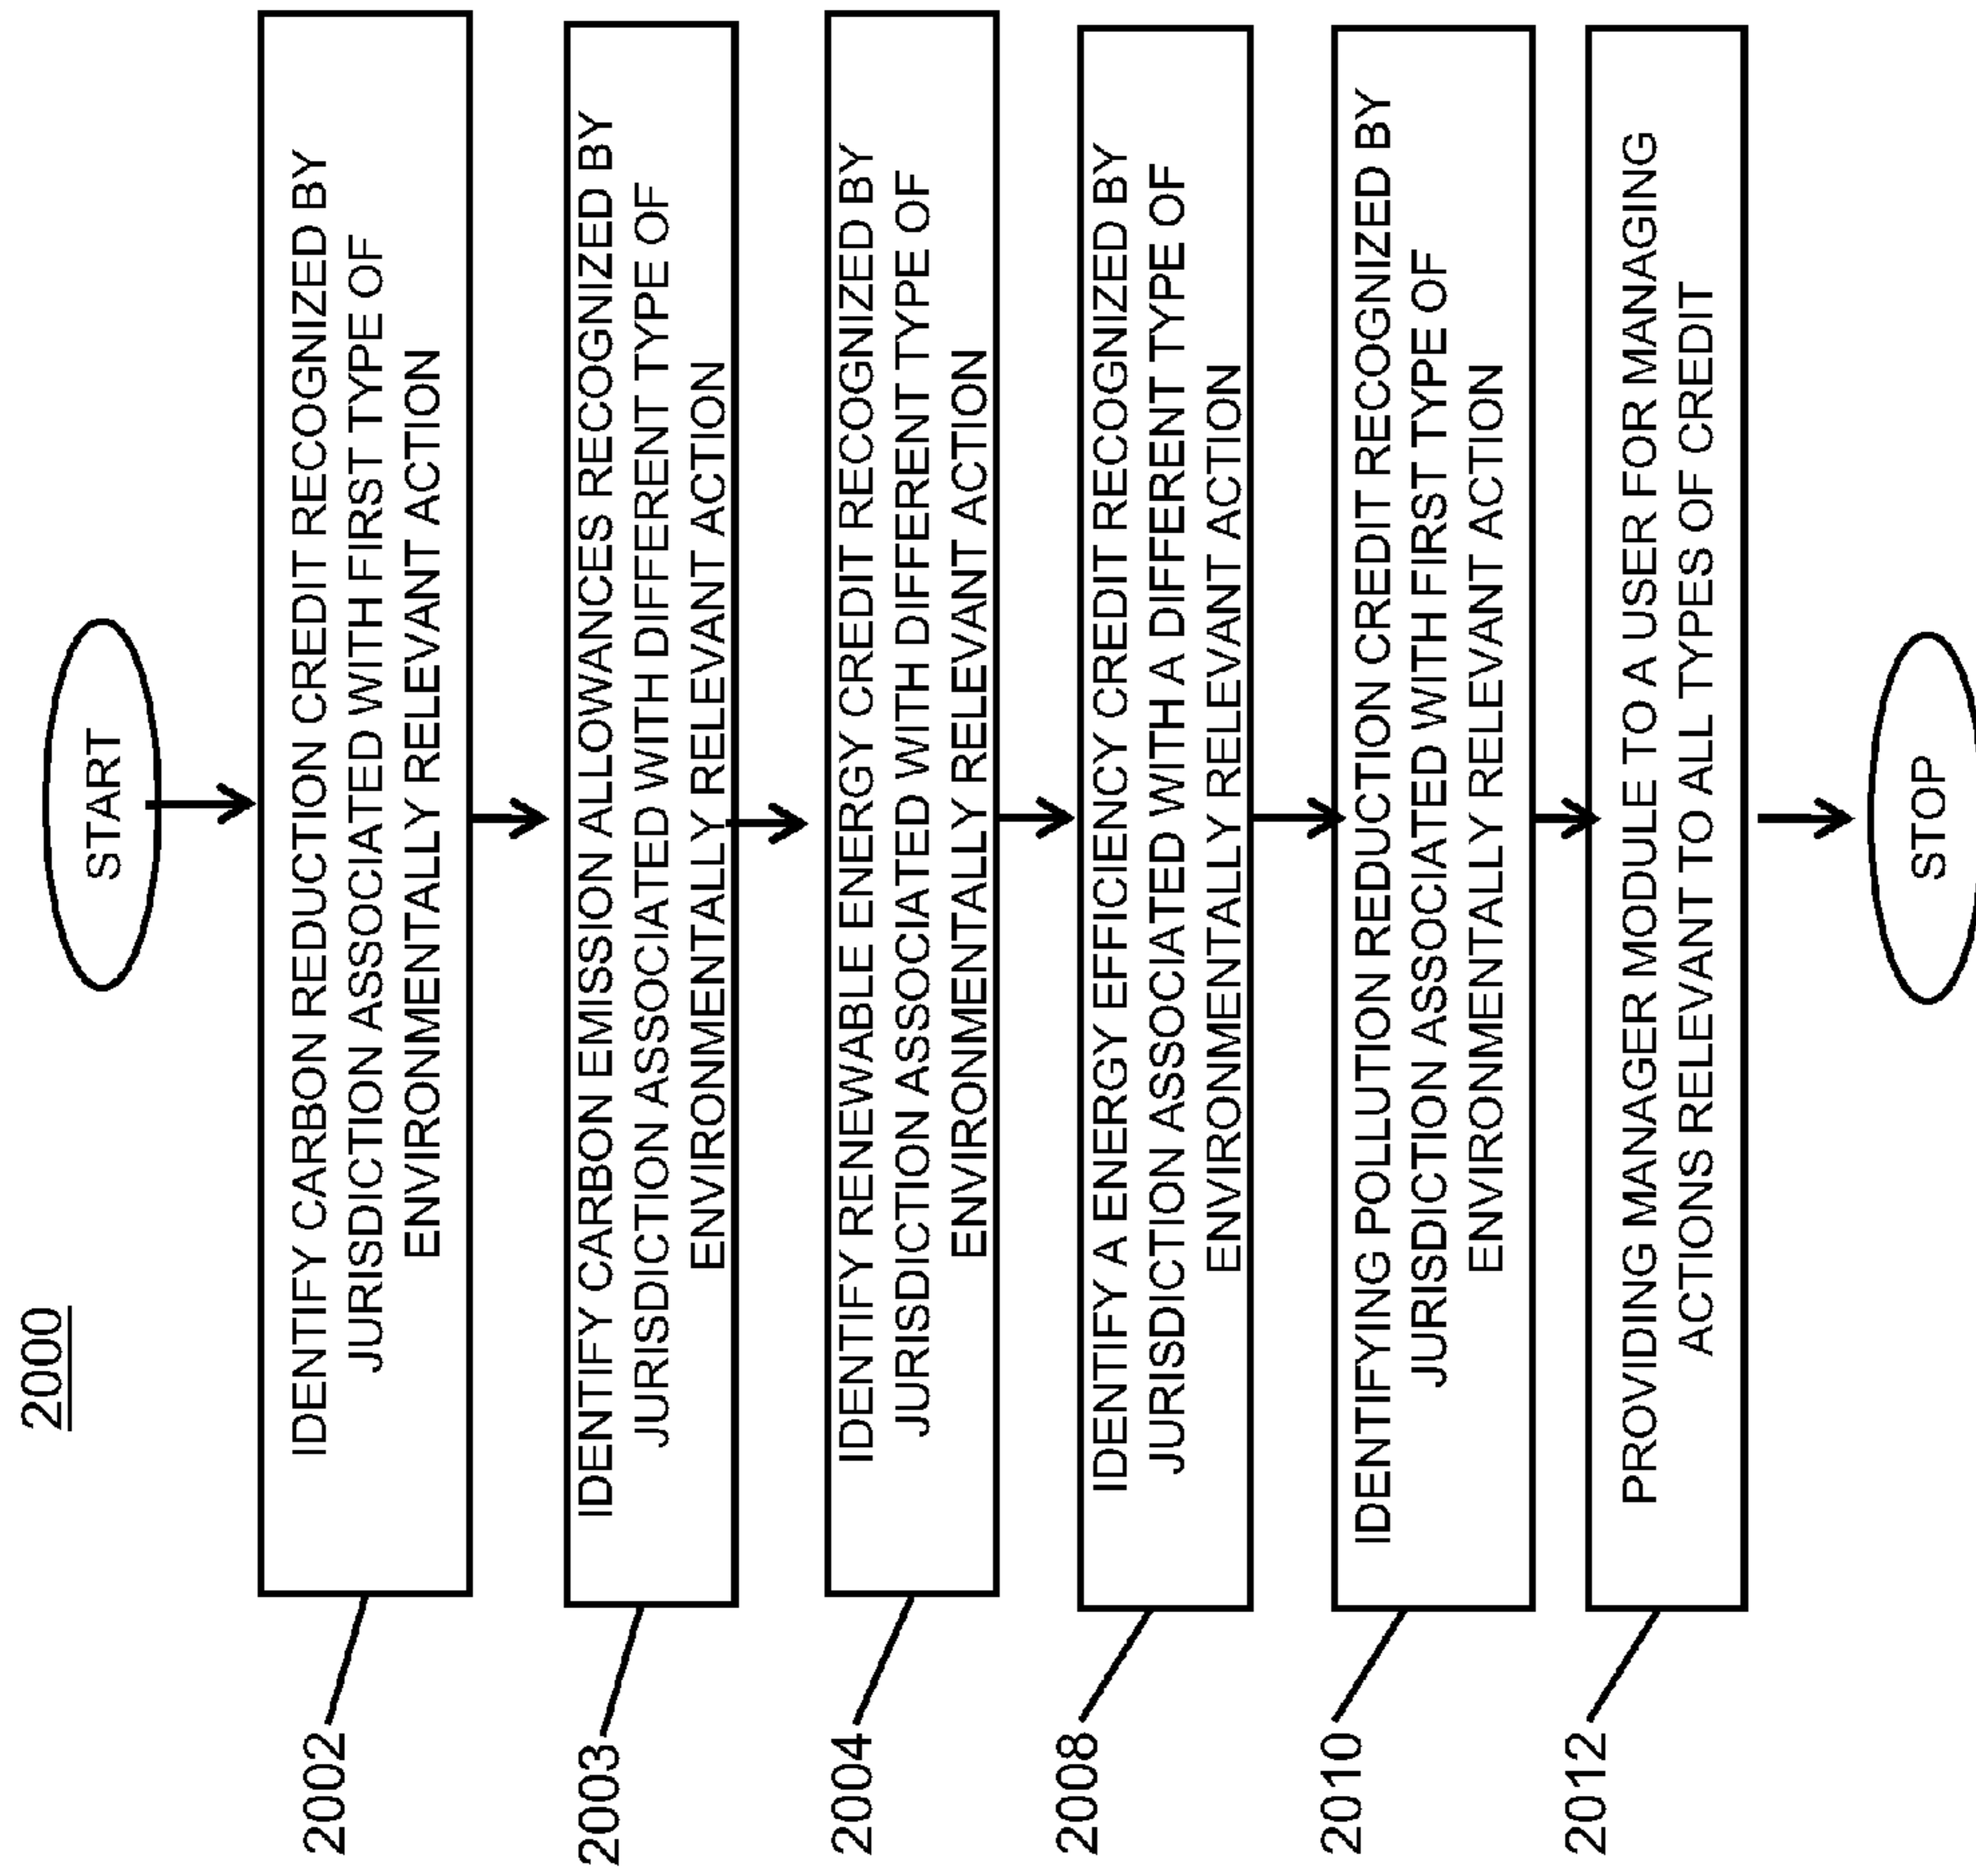 2000
START
2002
IDENTIFY CARBON REDUCTION CREDIT RECOGNIZED BY
JURISDICTION ASSOCIATED WITH FIRST TYPE OF
ENVIRONMENTALLY RELEVANT ACTION
2003
IDENTIFY CARBON EMISSION ALLOWANCES RECOGNIZED BY
JURISDICTION ASSOCIATED WITH DIFFERENT TYPE OF
ENVIRONMENTALLY RELEVANT ACTION
2004
IDENTIFY RENEWABLE ENERGY CREDIT RECOGNIZED BY
JURISDICTION ASSOCIATED WITH DIFFERENT TYPE OF
ENVIRONMENTALLY RELEVANT ACTION
2008
IDENTIFY A ENERGY EFFICIENCY CREDIT RECOGNIZED BY
JURISDICTION ASSOCIATED WITH A DIFFERENT TYPE OF
ENVIRONMENTALLY RELEVANT ACTION
2010
IDENTIFYING POLLUTION REDUCTION CREDIT RECOGNIZED BY
JURISDICTION ASSOCIATED WITH FIRST TYPE OF
ENVIRONMENTALLY RELEVANT ACTION
2012
PROVIDING MANAGER MODULE TO A USER FOR MANAGING
ACTIONS RELEVANT TO ALL TYPES OF CREDIT
STOP